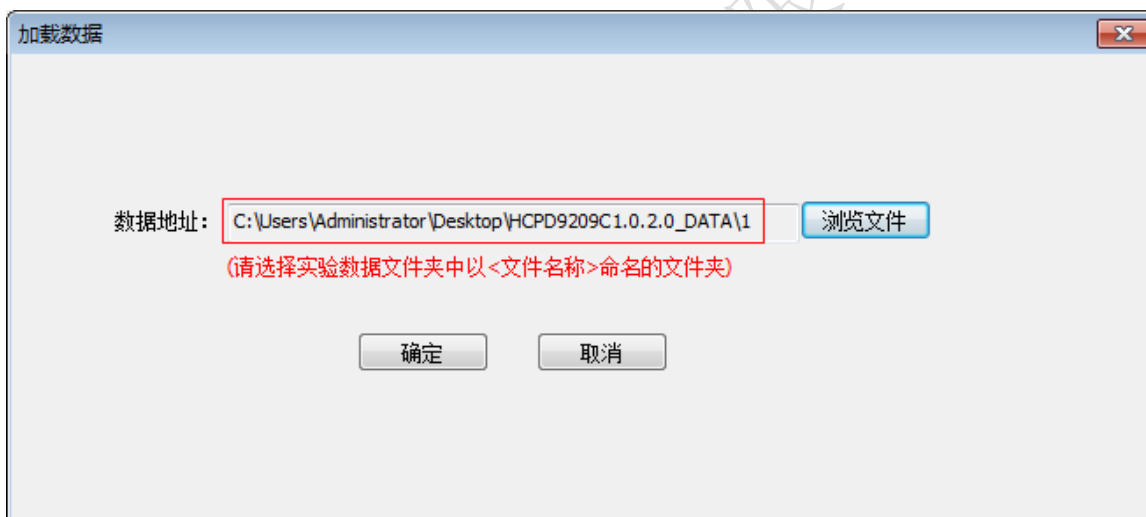 加载数据
数据地址： C:\Users\Administrator\Desktop\HCPD9209C1.0.2.0_DATA\1 浏览文件
(请选择实验数据文件夹中以<文件名称>命名的文件夹)
确定 取消